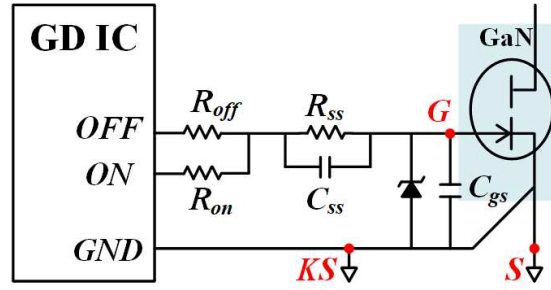 GD IC
GaN
R_off
R_ss
G
OFF
ON
R_on
C_ss
C_gs
GND
KS
S